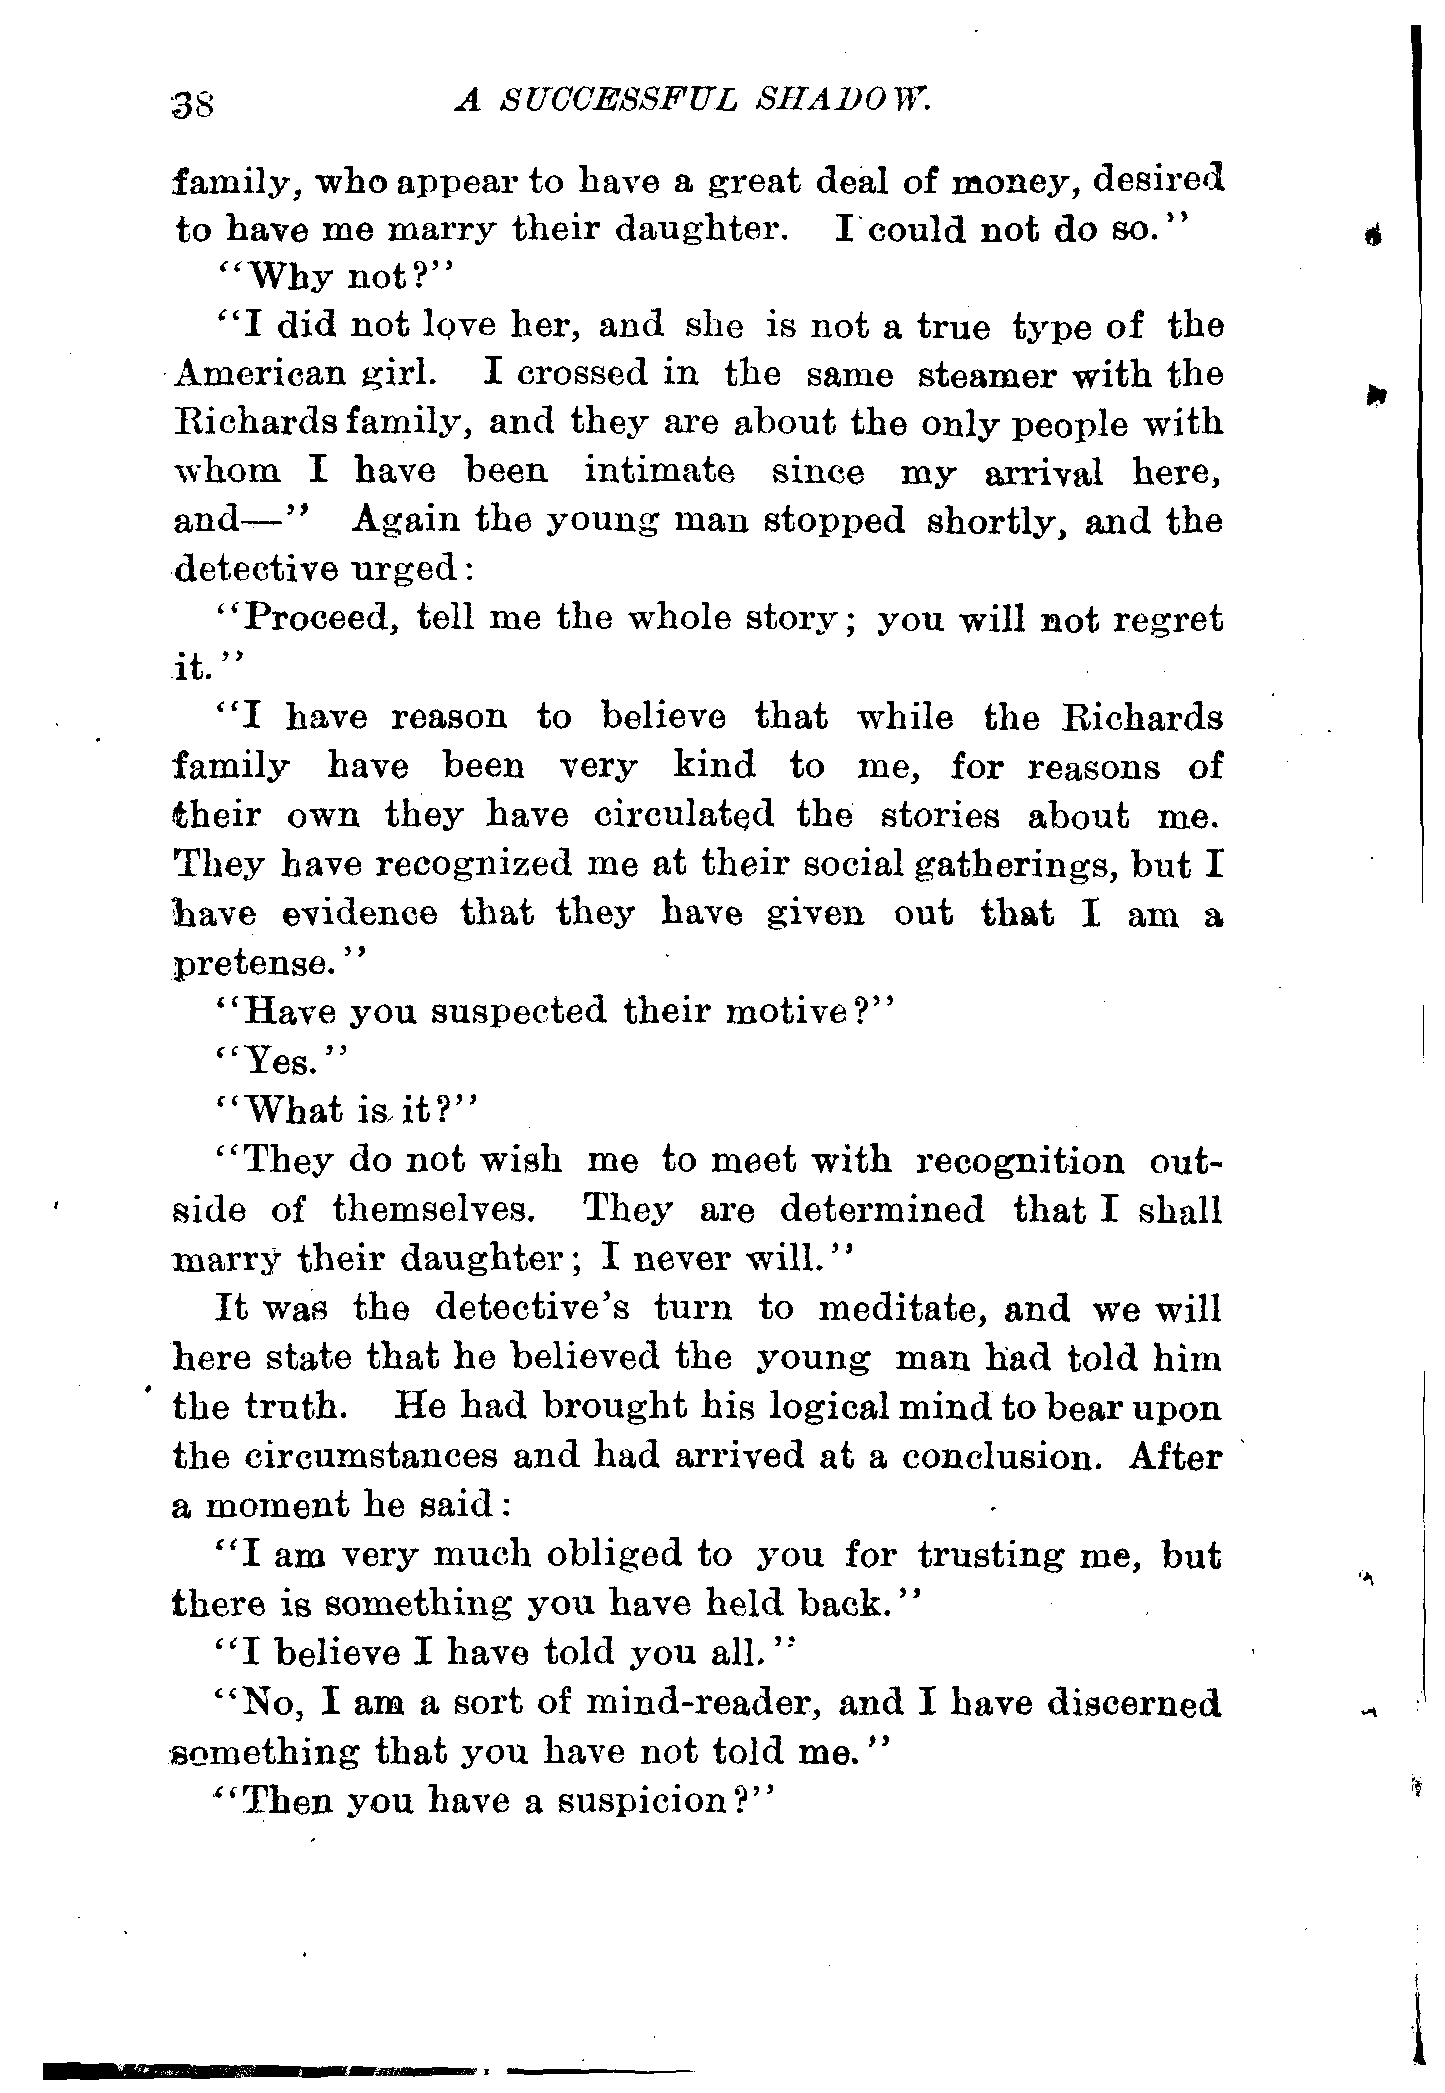 38 A SUCCESSFUL SHADOW.
family, who appear to have a great deal of money, desired
to have me marry their daughter. I could not do so."
"Why not?"
"I did not love her, and she is not a true type of the
American girl. I crossed in the same steamer with the
Richards family, and they are about the only people with
whom I have been intimate since my arrival here,
and—" Again the young man stopped shortly, and the
detective urged:
"Proceed, tell me the whole story; you will not regret
it."
"I have reason to believe that while the Richards
family have been very kind to me, for reasons of
their own they have circulated the stories about me.
They have recognized me at their social gatherings, but I
have evidence that they have given out that I am a
pretense."
"Have you suspected their motive?"
"Yes."
"What is it?"
"They do not wish me to meet with recognition out-
side of themselves. They are determined that I shall
marry their daughter; I never will."
It was the detective's turn to meditate, and we will
here state that he believed the young man had told him
the truth. He had brought his logical mind to bear upon
the circumstances and had arrived at a conclusion. After
a moment he said:
"I am very much obliged to you for trusting me, but
there is something you have held back."
"I believe I have told you all."
"No, I am a sort of mind-reader, and I have discerned
something that you have not told me."
"Then you have a suspicion?"